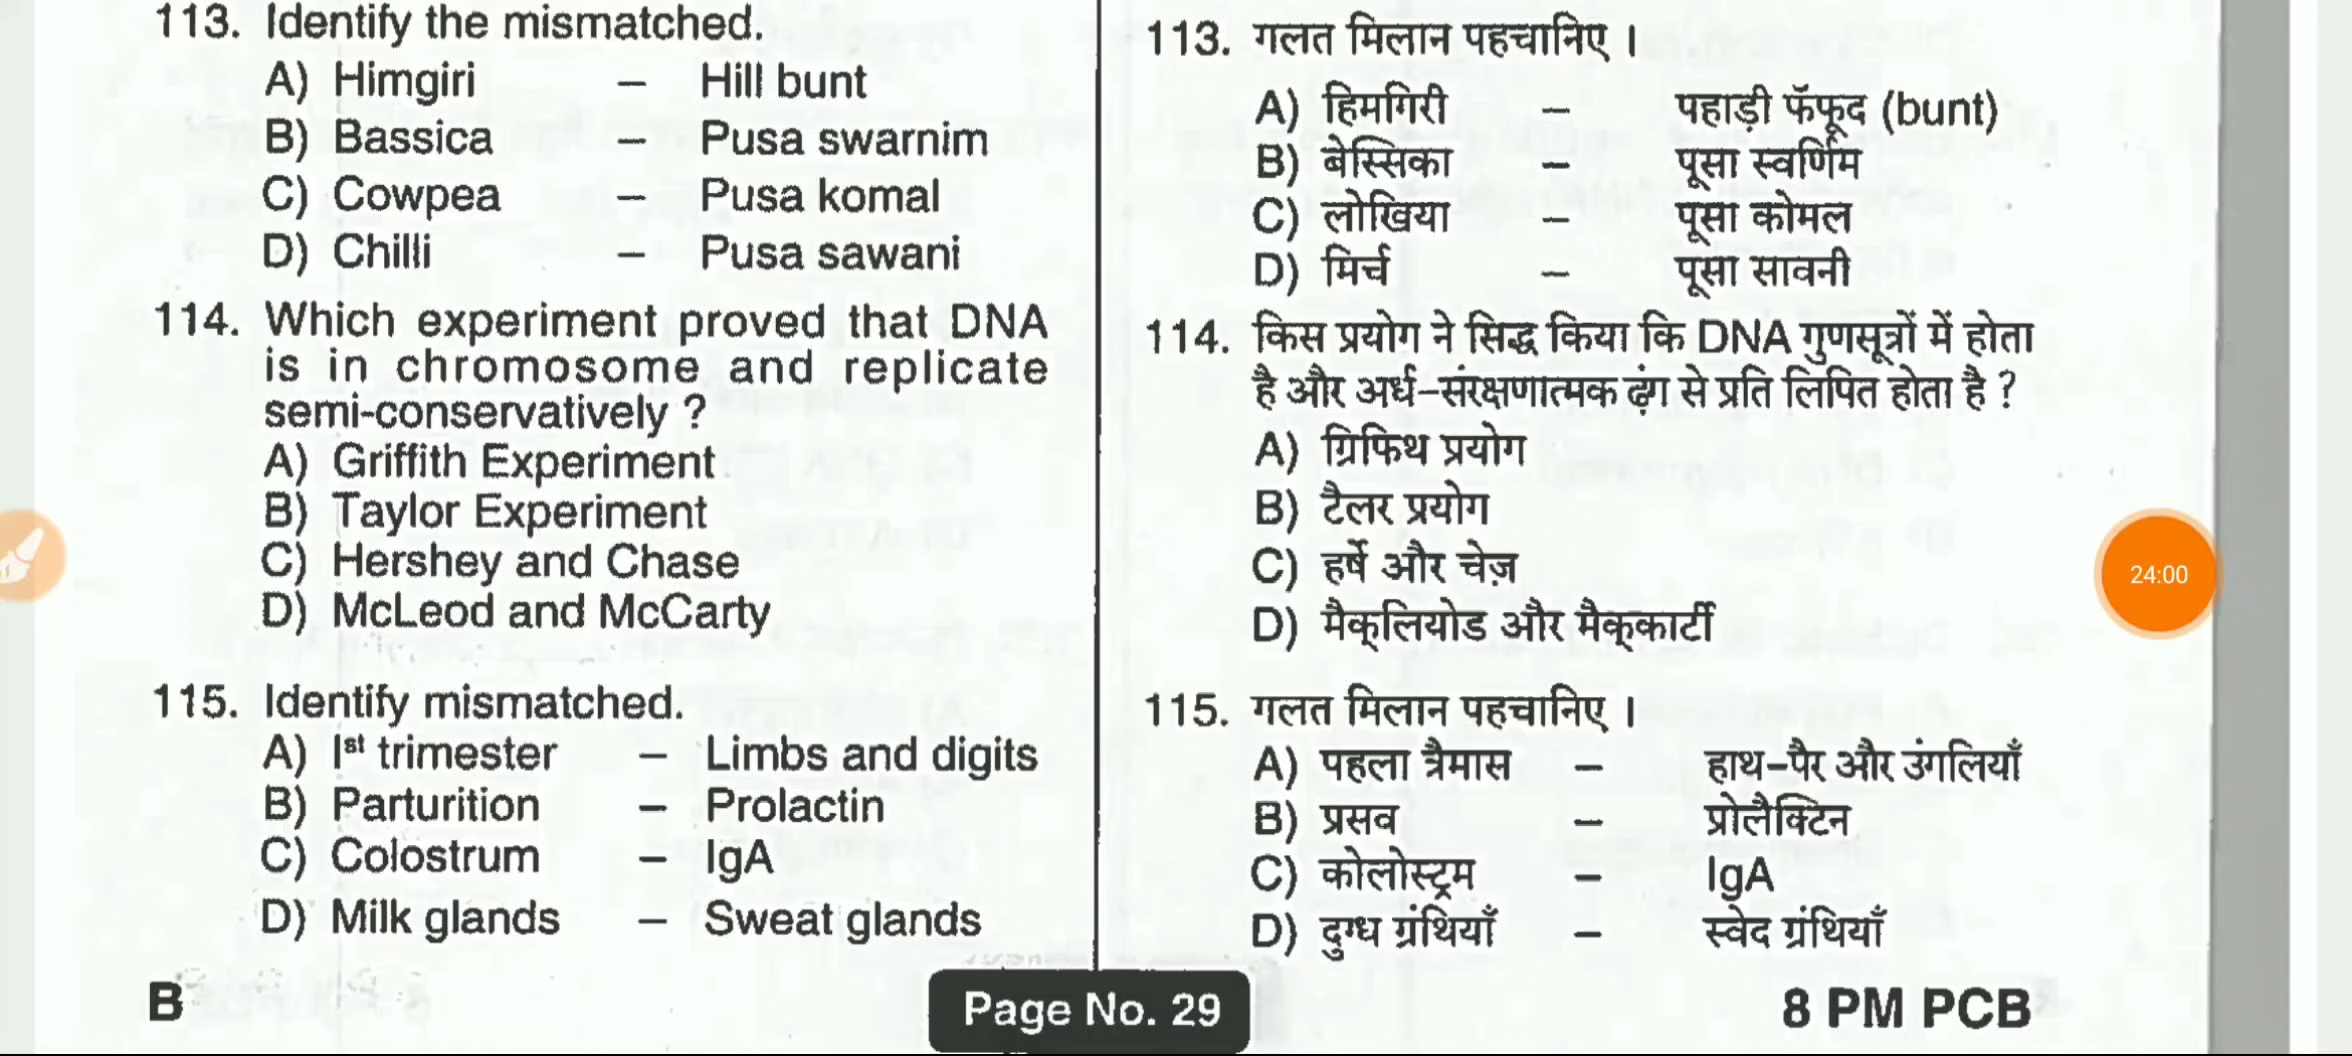 113. Identify the mismatched.
A) Himgiri – Hill bunt
B) Bassica – Pusa swarnim
C) Cowpea – Pusa komal
D) Chilli – Pusa sawani
114. Which experiment proved that DNA
is in chromosome and replicate
semi-conservatively ?
A) Griffith Experiment
B) Taylor Experiment
C) Hershey and Chase
D) McLeod and McCarty
115. Identify mismatched.
A) Ist trimester – Limbs and digits
B) Parturition – Prolactin
C) Colostrum – IgA
D) Milk glands – Sweat glands
113. गलत मिलान पहचानिए ।
A) हिमगिरी – पहाड़ी फॅफूद (bunt)
B) बेस्सिका – पूसा स्वर्णिम
C) लोखिया – पूसा कोमल
D) मिर्च – पूसा सावनी
114. किस प्रयोग ने सिद्ध किया कि DNA गुणसूत्रों में होता
है और अर्ध-संरक्षणात्मक ढ़ंग से प्रति लिपित होता है ?
A) ग्रिफिथ प्रयोग
B) टैलर प्रयोग
C) हर्षे और चेज़
D) मैक्लियोड और मैक्कार्टी
115. गलत मिलान पहचानिए ।
A) पहला त्रैमास – हाथ-पैर और उंगलियाँ
B) प्रसव – प्रोलैक्टिन
C) कोलोस्ट्रम – IgA
D) दुग्ध ग्रंथियाँ – स्वेद ग्रंथियाँ
24:00
B
Page No. 29
8 PM PCB